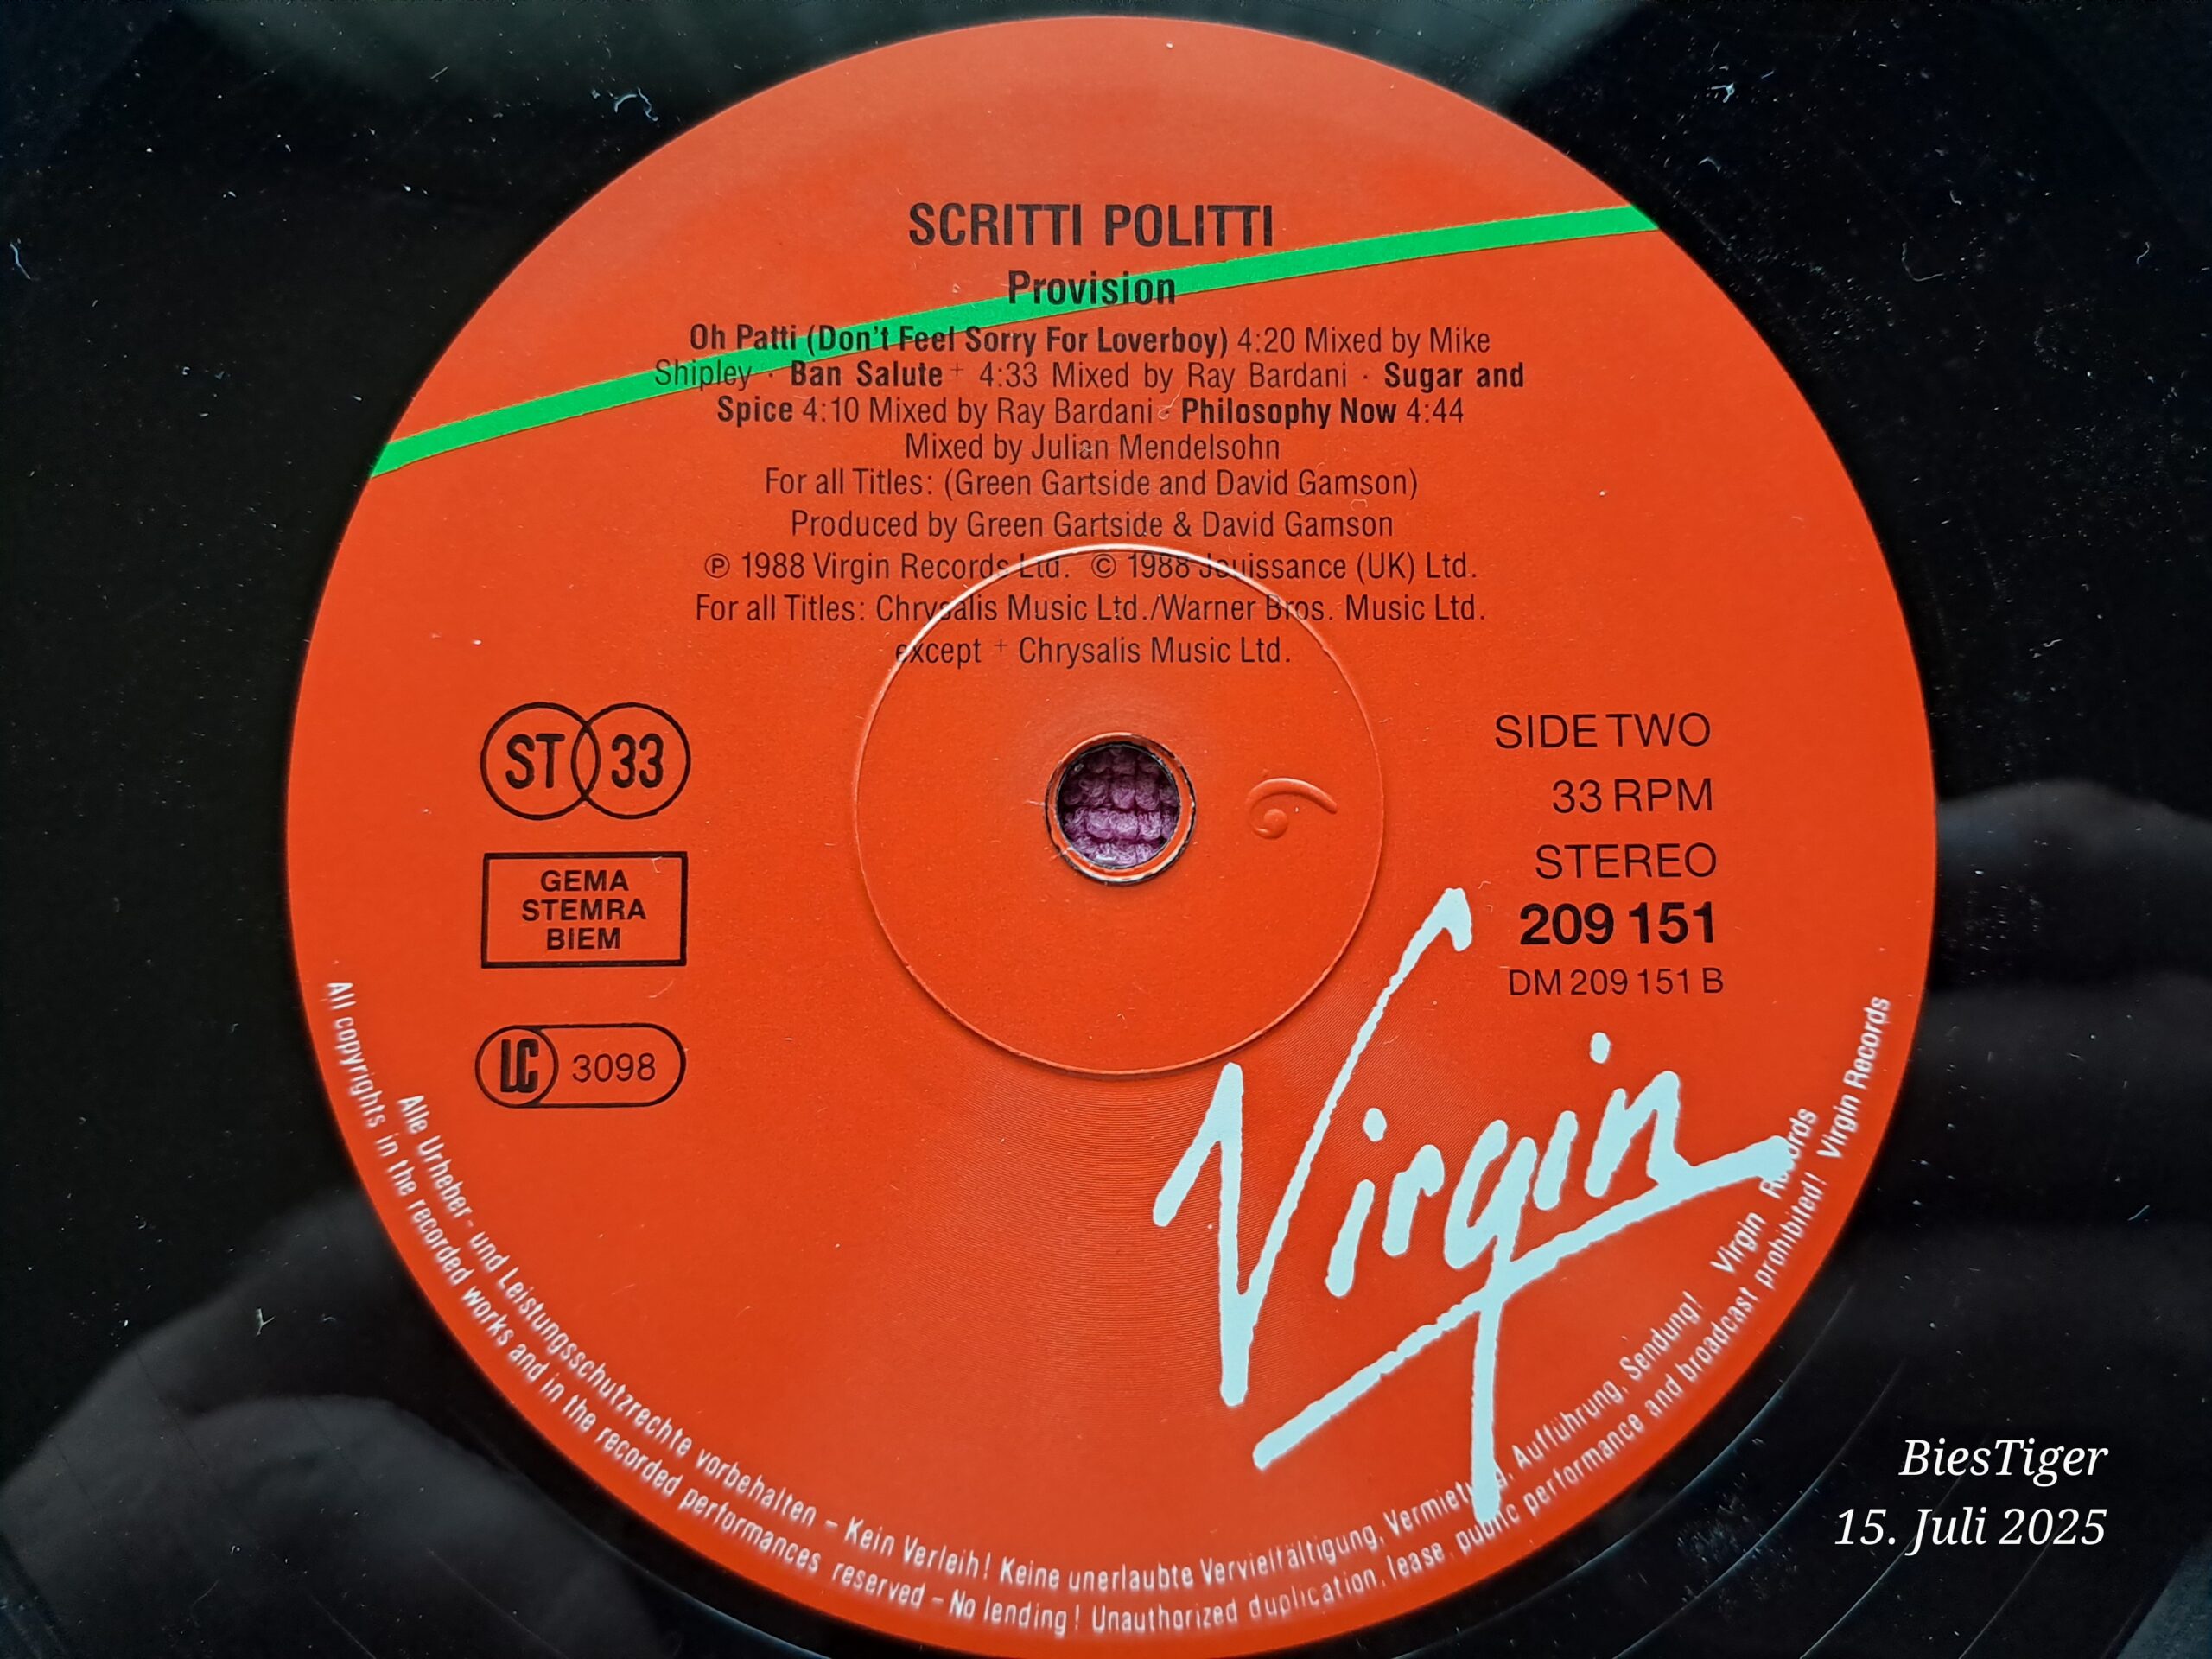 SCRITTI POLITTI
Provision
Oh Patti (Don't Feel Sorry For Loverboy) 4:20 Mixed by Mike
Shipley · Ban Salute + 4:33 Mixed by Ray Bardani · Sugar and
Spice 4:10 Mixed by Ray Bardani · Philosophy Now 4:44
Mixed by Julian Mendelsohn
For all Titles: (Green Gartside and David Gamson)
Produced by Green Gartside & David Gamson
℗ 1988 Virgin Records Ltd. © 1988 Jouissance (UK) Ltd.
For all Titles: Chrysalis Music Ltd./Warner Bros. Music Ltd.
except + Chrysalis Music Ltd.
ST 33
GEMA
STEMRA
BIEM
LC 3098
SIDE TWO
33 RPM
STEREO
209 151
DM 209 151 B
Virgin
Alle Urheber- und Leistungsschutzrechte vorbehalten – Kein Verleih! Keine unerlaubte Vervielfältigung, Vermietung, Aufführung, Sendung! Virgin Records
All copyrights in the recorded works and in the recorded performances reserved – No lending! Unauthorized duplication, lease, public performance and broadcast prohibited! Virgin Records
6
BiesTiger
15. Juli 2025